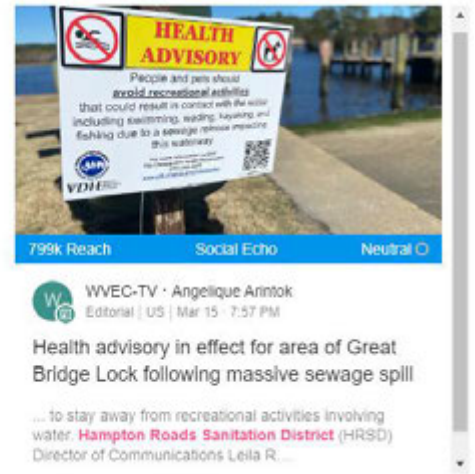 HEALTH
ADVISORY
People and pets should
avoid recreational activities
that could result in contact with the water
including swimming, wading, kayaking, and
fishing due to a sewage release impacting
this waterway
VDH
799k Reach Social Echo Neutral
W
WVEC-TV · Angelique Arintok
Editorial | US | Mar 15 · 7:57 PM
Health advisory in effect for area of Great
Bridge Lock following massive sewage spill
... to stay away from recreational activities involving
water. Hampton Roads Sanitation District (HRSD)
Director of Communications Leila R...